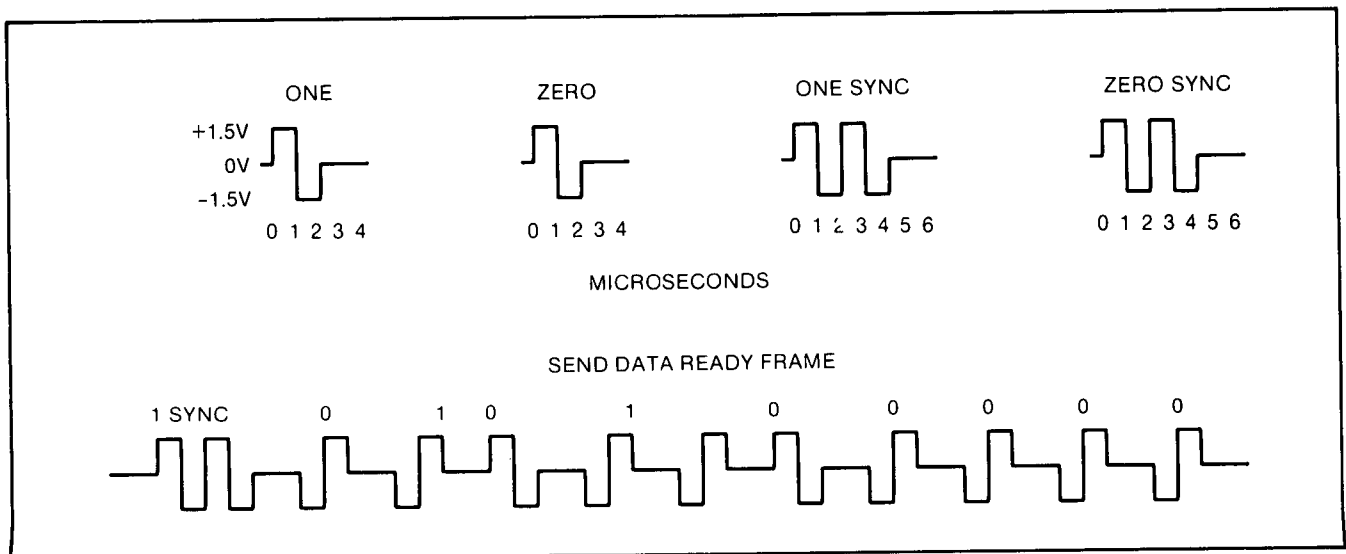 ONE ZERO ONE SYNC ZERO SYNC
+1.5V
0V
-1.5V
0 1 2 3 4 0 1 2 3 4 0 1 2 3 4 5 6 0 1 2 3 4 5 6
MICROSECONDS
SEND DATA READY FRAME
1 SYNC 0 1 0 1 0 0 0 0 0